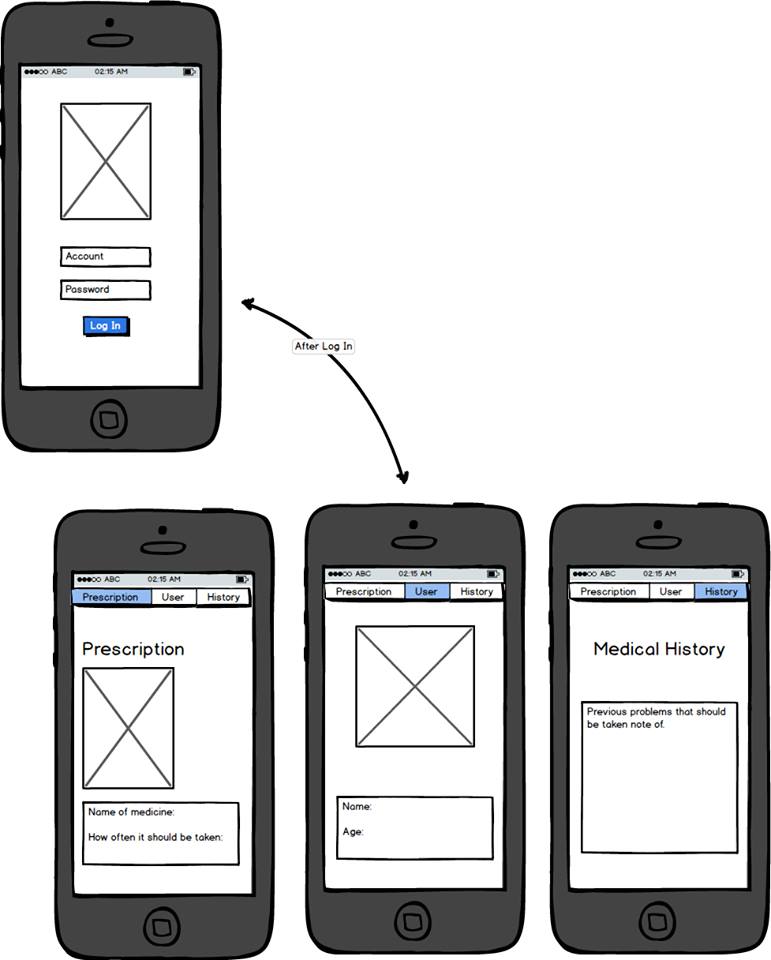 ABC 02:15 AM
Account
Password
Log In
After Log In
ABC 02:15 AM
Prescription User History
Prescription
Name of medicine:
How often it should be taken:
ABC 02:15 AM
Prescription User History
Name:
Age:
ABC 02:15 AM
Prescription User History
Medical History
Previous problems that should
be taken note of.